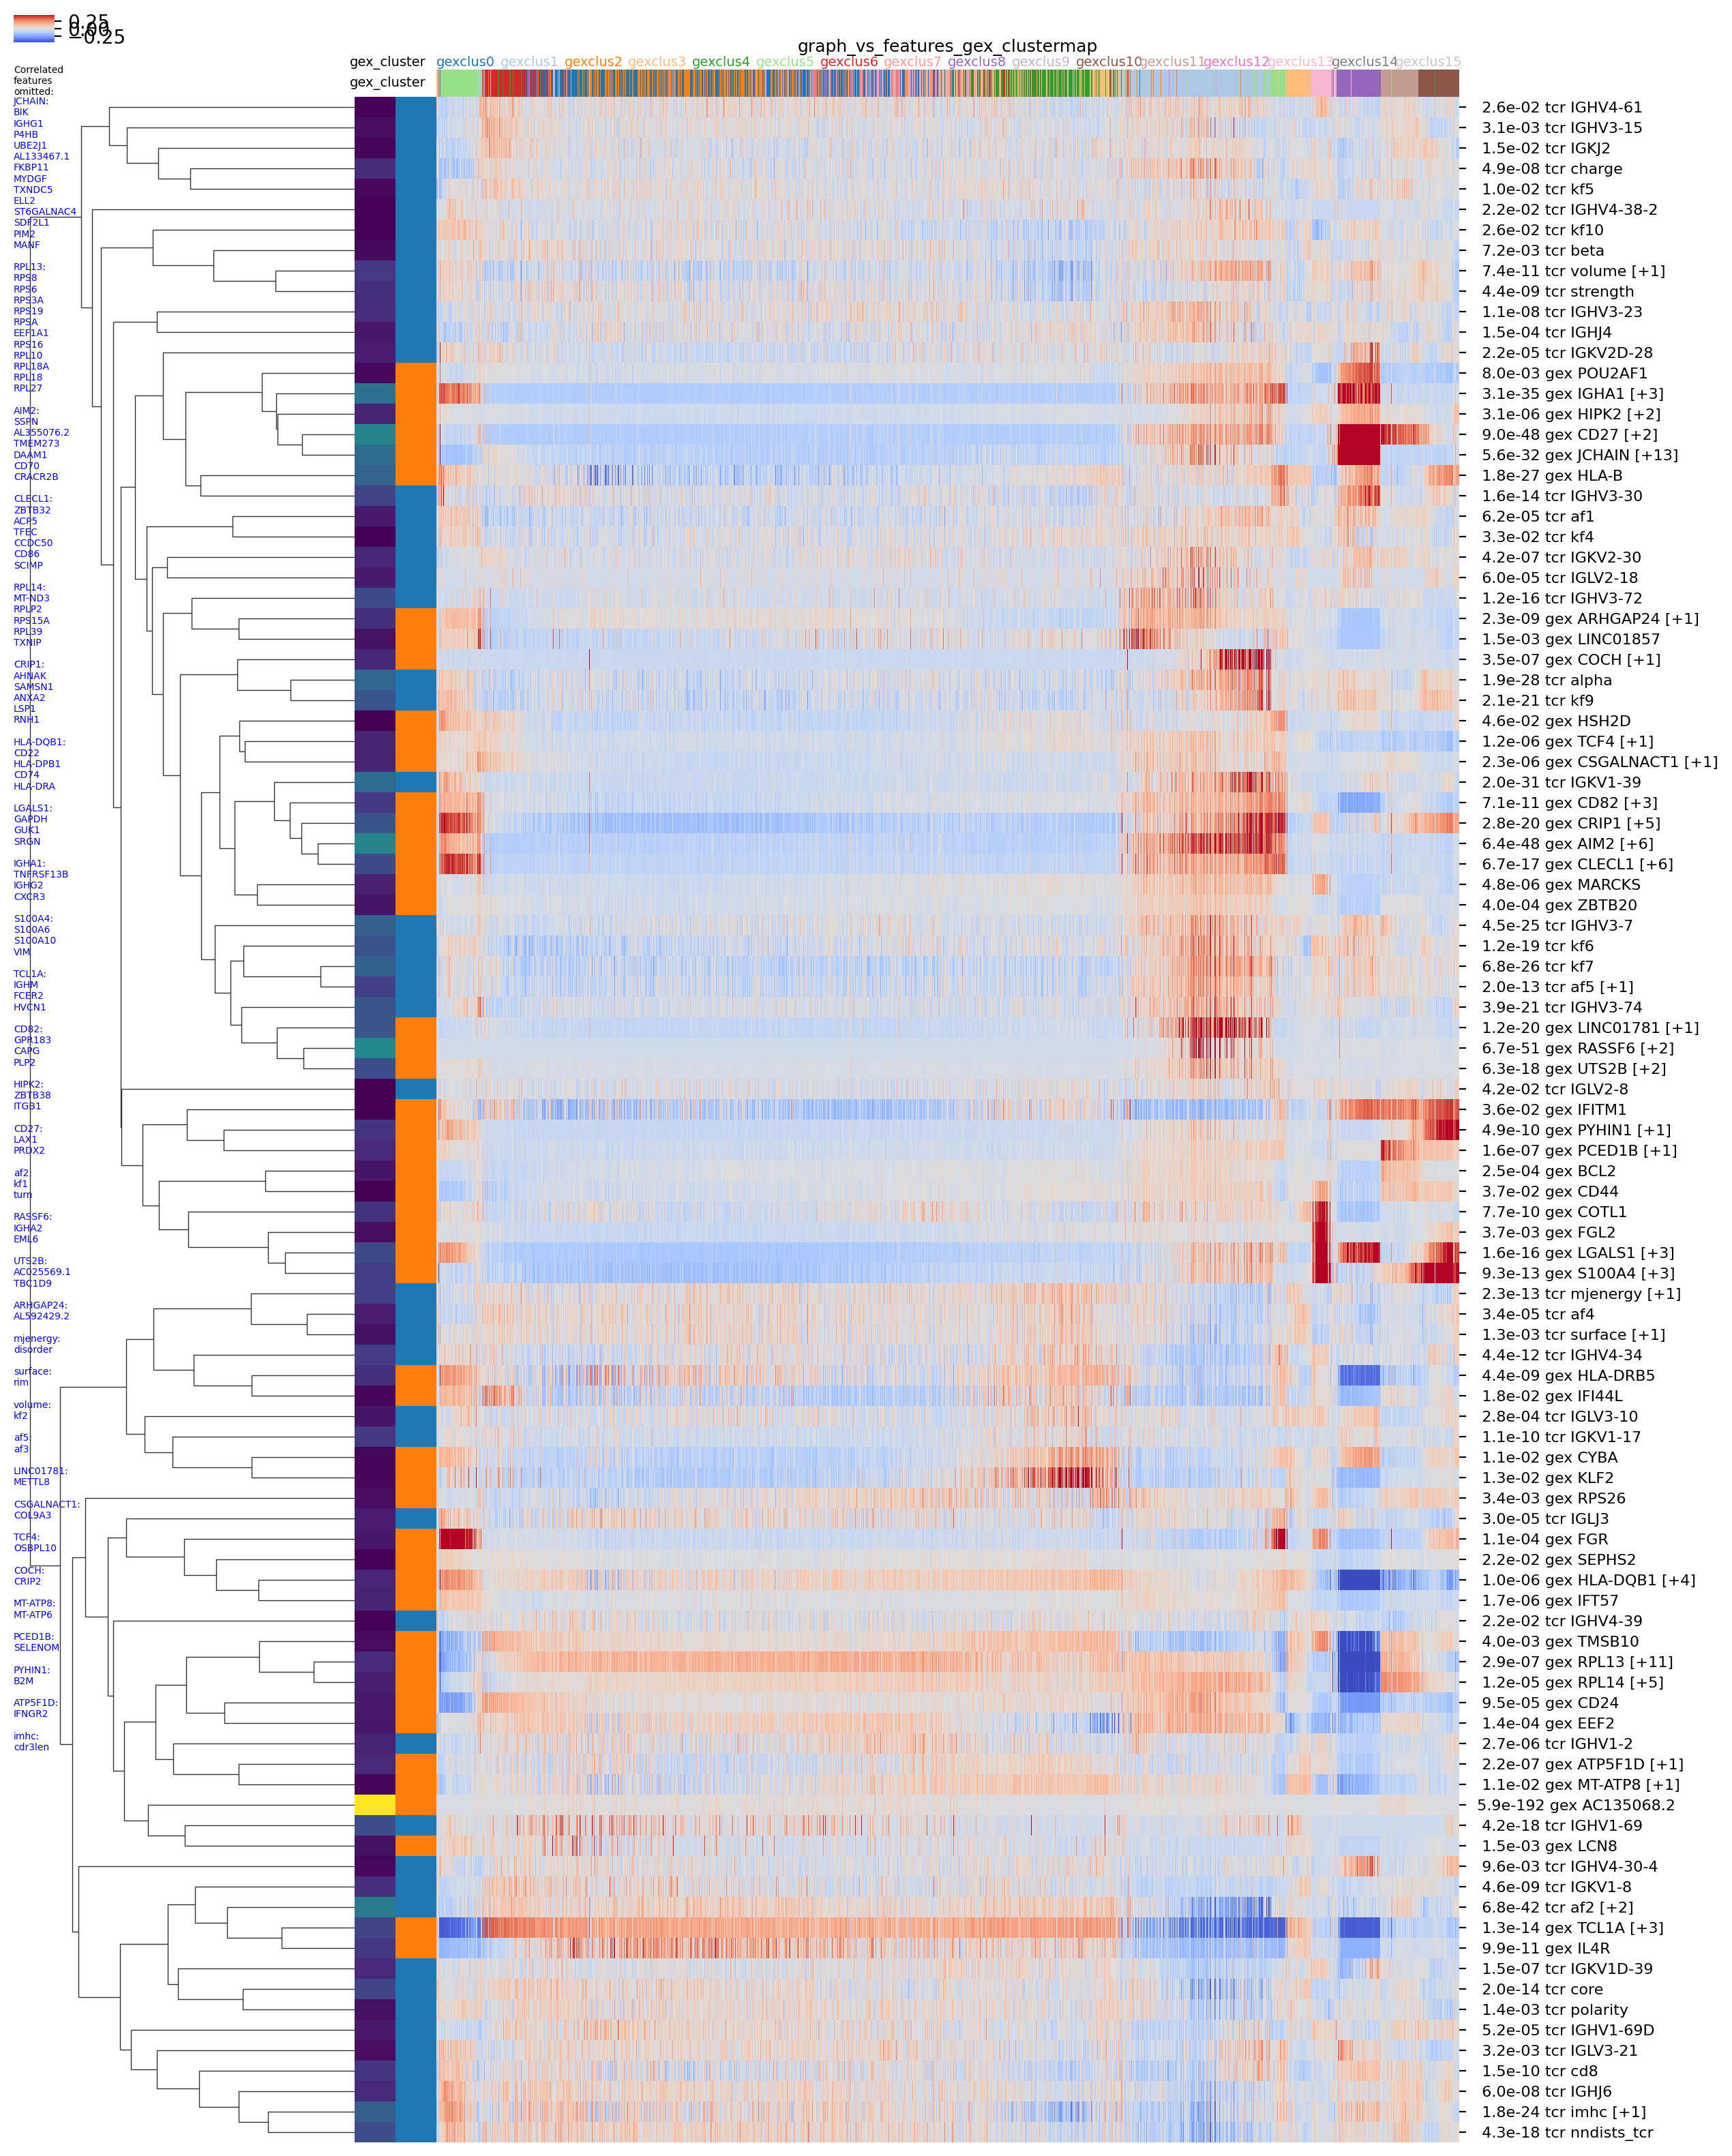 0.25
0.00
−0.25
graph_vs_features_gex_clustermap
gex_cluster gexclus0 gexclus1 gexclus2 gexclus3 gexclus4 gexclus5 gexclus6 gexclus7 gexclus8 gexclus9 gexclus10 gexclus11 gexclus12 gexclus13 gexclus14 gexclus15
gex_cluster
Correlated
features
omitted:
JCHAIN:
BIK
IGHG1
P4HB
UBE2J1
AL133467.1
FKBP11
MYDGF
TXNDC5
ELL2
ST6GALNAC4
SDF2L1
PIM2
MANF
RPL13:
RPS8
RPS6
RPS3A
RPS19
RPSA
EEF1A1
RPS16
RPL10
RPL18A
RPL18
RPL27
AIM2:
SSPN
AL355076.2
TMEM273
DAAM1
CD70
CRACR2B
CLECL1:
ZBTB32
ACP5
TFEC
CCDC50
CD86
SCIMP
RPL14:
MT-ND3
RPLP2
RPS15A
RPL39
TXNIP
CRIP1:
AHNAK
SAMSN1
ANXA2
LSP1
RNH1
HLA-DQB1:
CD22
HLA-DPB1
CD74
HLA-DRA
LGALS1:
GAPDH
GUK1
SRGN
IGHA1:
TNFRSF13B
IGHG2
CXCR3
S100A4:
S100A6
S100A10
VIM
TCL1A:
IGHM
FCER2
HVCN1
CD82:
GPR183
CAPG
PLP2
HIPK2:
ZBTB38
ITGB1
CD27:
LAX1
PRDX2
af2:
kf1
turn
RASSF6:
IGHA2
EML6
UTS2B:
AC025569.1
TBC1D9
ARHGAP24:
AL592429.2
mjenergy:
disorder
surface:
rim
volume:
kf2
af5:
af3
LINC01781:
METTL8
CSGALNACT1:
COL9A3
TCF4:
OSBPL10
COCH:
CRIP2
MT-ATP8:
MT-ATP6
PCED1B:
SELENOM
PYHIN1:
B2M
ATP5F1D:
IFNGR2
imhc:
cdr3len
2.6e-02 tcr IGHV4-61
3.1e-03 tcr IGHV3-15
1.5e-02 tcr IGKJ2
4.9e-08 tcr charge
1.0e-02 tcr kf5
2.2e-02 tcr IGHV4-38-2
2.6e-02 tcr kf10
7.2e-03 tcr beta
7.4e-11 tcr volume [+1]
4.4e-09 tcr strength
1.1e-08 tcr IGHV3-23
1.5e-04 tcr IGHJ4
2.2e-05 tcr IGKV2D-28
8.0e-03 gex POU2AF1
3.1e-35 gex IGHA1 [+3]
3.1e-06 gex HIPK2 [+2]
9.0e-48 gex CD27 [+2]
5.6e-32 gex JCHAIN [+13]
1.8e-27 gex HLA-B
1.6e-14 tcr IGHV3-30
6.2e-05 tcr af1
3.3e-02 tcr kf4
4.2e-07 tcr IGKV2-30
6.0e-05 tcr IGLV2-18
1.2e-16 tcr IGHV3-72
2.3e-09 gex ARHGAP24 [+1]
1.5e-03 gex LINC01857
3.5e-07 gex COCH [+1]
1.9e-28 tcr alpha
2.1e-21 tcr kf9
4.6e-02 gex HSH2D
1.2e-06 gex TCF4 [+1]
2.3e-06 gex CSGALNACT1 [+1]
2.0e-31 tcr IGKV1-39
7.1e-11 gex CD82 [+3]
2.8e-20 gex CRIP1 [+5]
6.4e-48 gex AIM2 [+6]
6.7e-17 gex CLECL1 [+6]
4.8e-06 gex MARCKS
4.0e-04 gex ZBTB20
4.5e-25 tcr IGHV3-7
1.2e-19 tcr kf6
6.8e-26 tcr kf7
2.0e-13 tcr af5 [+1]
3.9e-21 tcr IGHV3-74
1.2e-20 gex LINC01781 [+1]
6.7e-51 gex RASSF6 [+2]
6.3e-18 gex UTS2B [+2]
4.2e-02 tcr IGLV2-8
3.6e-02 gex IFITM1
4.9e-10 gex PYHIN1 [+1]
1.6e-07 gex PCED1B [+1]
2.5e-04 gex BCL2
3.7e-02 gex CD44
7.7e-10 gex COTL1
3.7e-03 gex FGL2
1.6e-16 gex LGALS1 [+3]
9.3e-13 gex S100A4 [+3]
2.3e-13 tcr mjenergy [+1]
3.4e-05 tcr af4
1.3e-03 tcr surface [+1]
4.4e-12 tcr IGHV4-34
4.4e-09 gex HLA-DRB5
1.8e-02 gex IFI44L
2.8e-04 tcr IGLV3-10
1.1e-10 tcr IGKV1-17
1.1e-02 gex CYBA
1.3e-02 gex KLF2
3.4e-03 gex RPS26
3.0e-05 tcr IGLJ3
1.1e-04 gex FGR
2.2e-02 gex SEPHS2
1.0e-06 gex HLA-DQB1 [+4]
1.7e-06 gex IFT57
2.2e-02 tcr IGHV4-39
4.0e-03 gex TMSB10
2.9e-07 gex RPL13 [+11]
1.2e-05 gex RPL14 [+5]
9.5e-05 gex CD24
1.4e-04 gex EEF2
2.7e-06 tcr IGHV1-2
2.2e-07 gex ATP5F1D [+1]
1.1e-02 gex MT-ATP8 [+1]
5.9e-192 gex AC135068.2
4.2e-18 tcr IGHV1-69
1.5e-03 gex LCN8
9.6e-03 tcr IGHV4-30-4
4.6e-09 tcr IGKV1-8
6.8e-42 tcr af2 [+2]
1.3e-14 gex TCL1A [+3]
9.9e-11 gex IL4R
1.5e-07 tcr IGKV1D-39
2.0e-14 tcr core
1.4e-03 tcr polarity
5.2e-05 tcr IGHV1-69D
3.2e-03 tcr IGLV3-21
1.5e-10 tcr cd8
6.0e-08 tcr IGHJ6
1.8e-24 tcr imhc [+1]
4.3e-18 tcr nndists_tcr